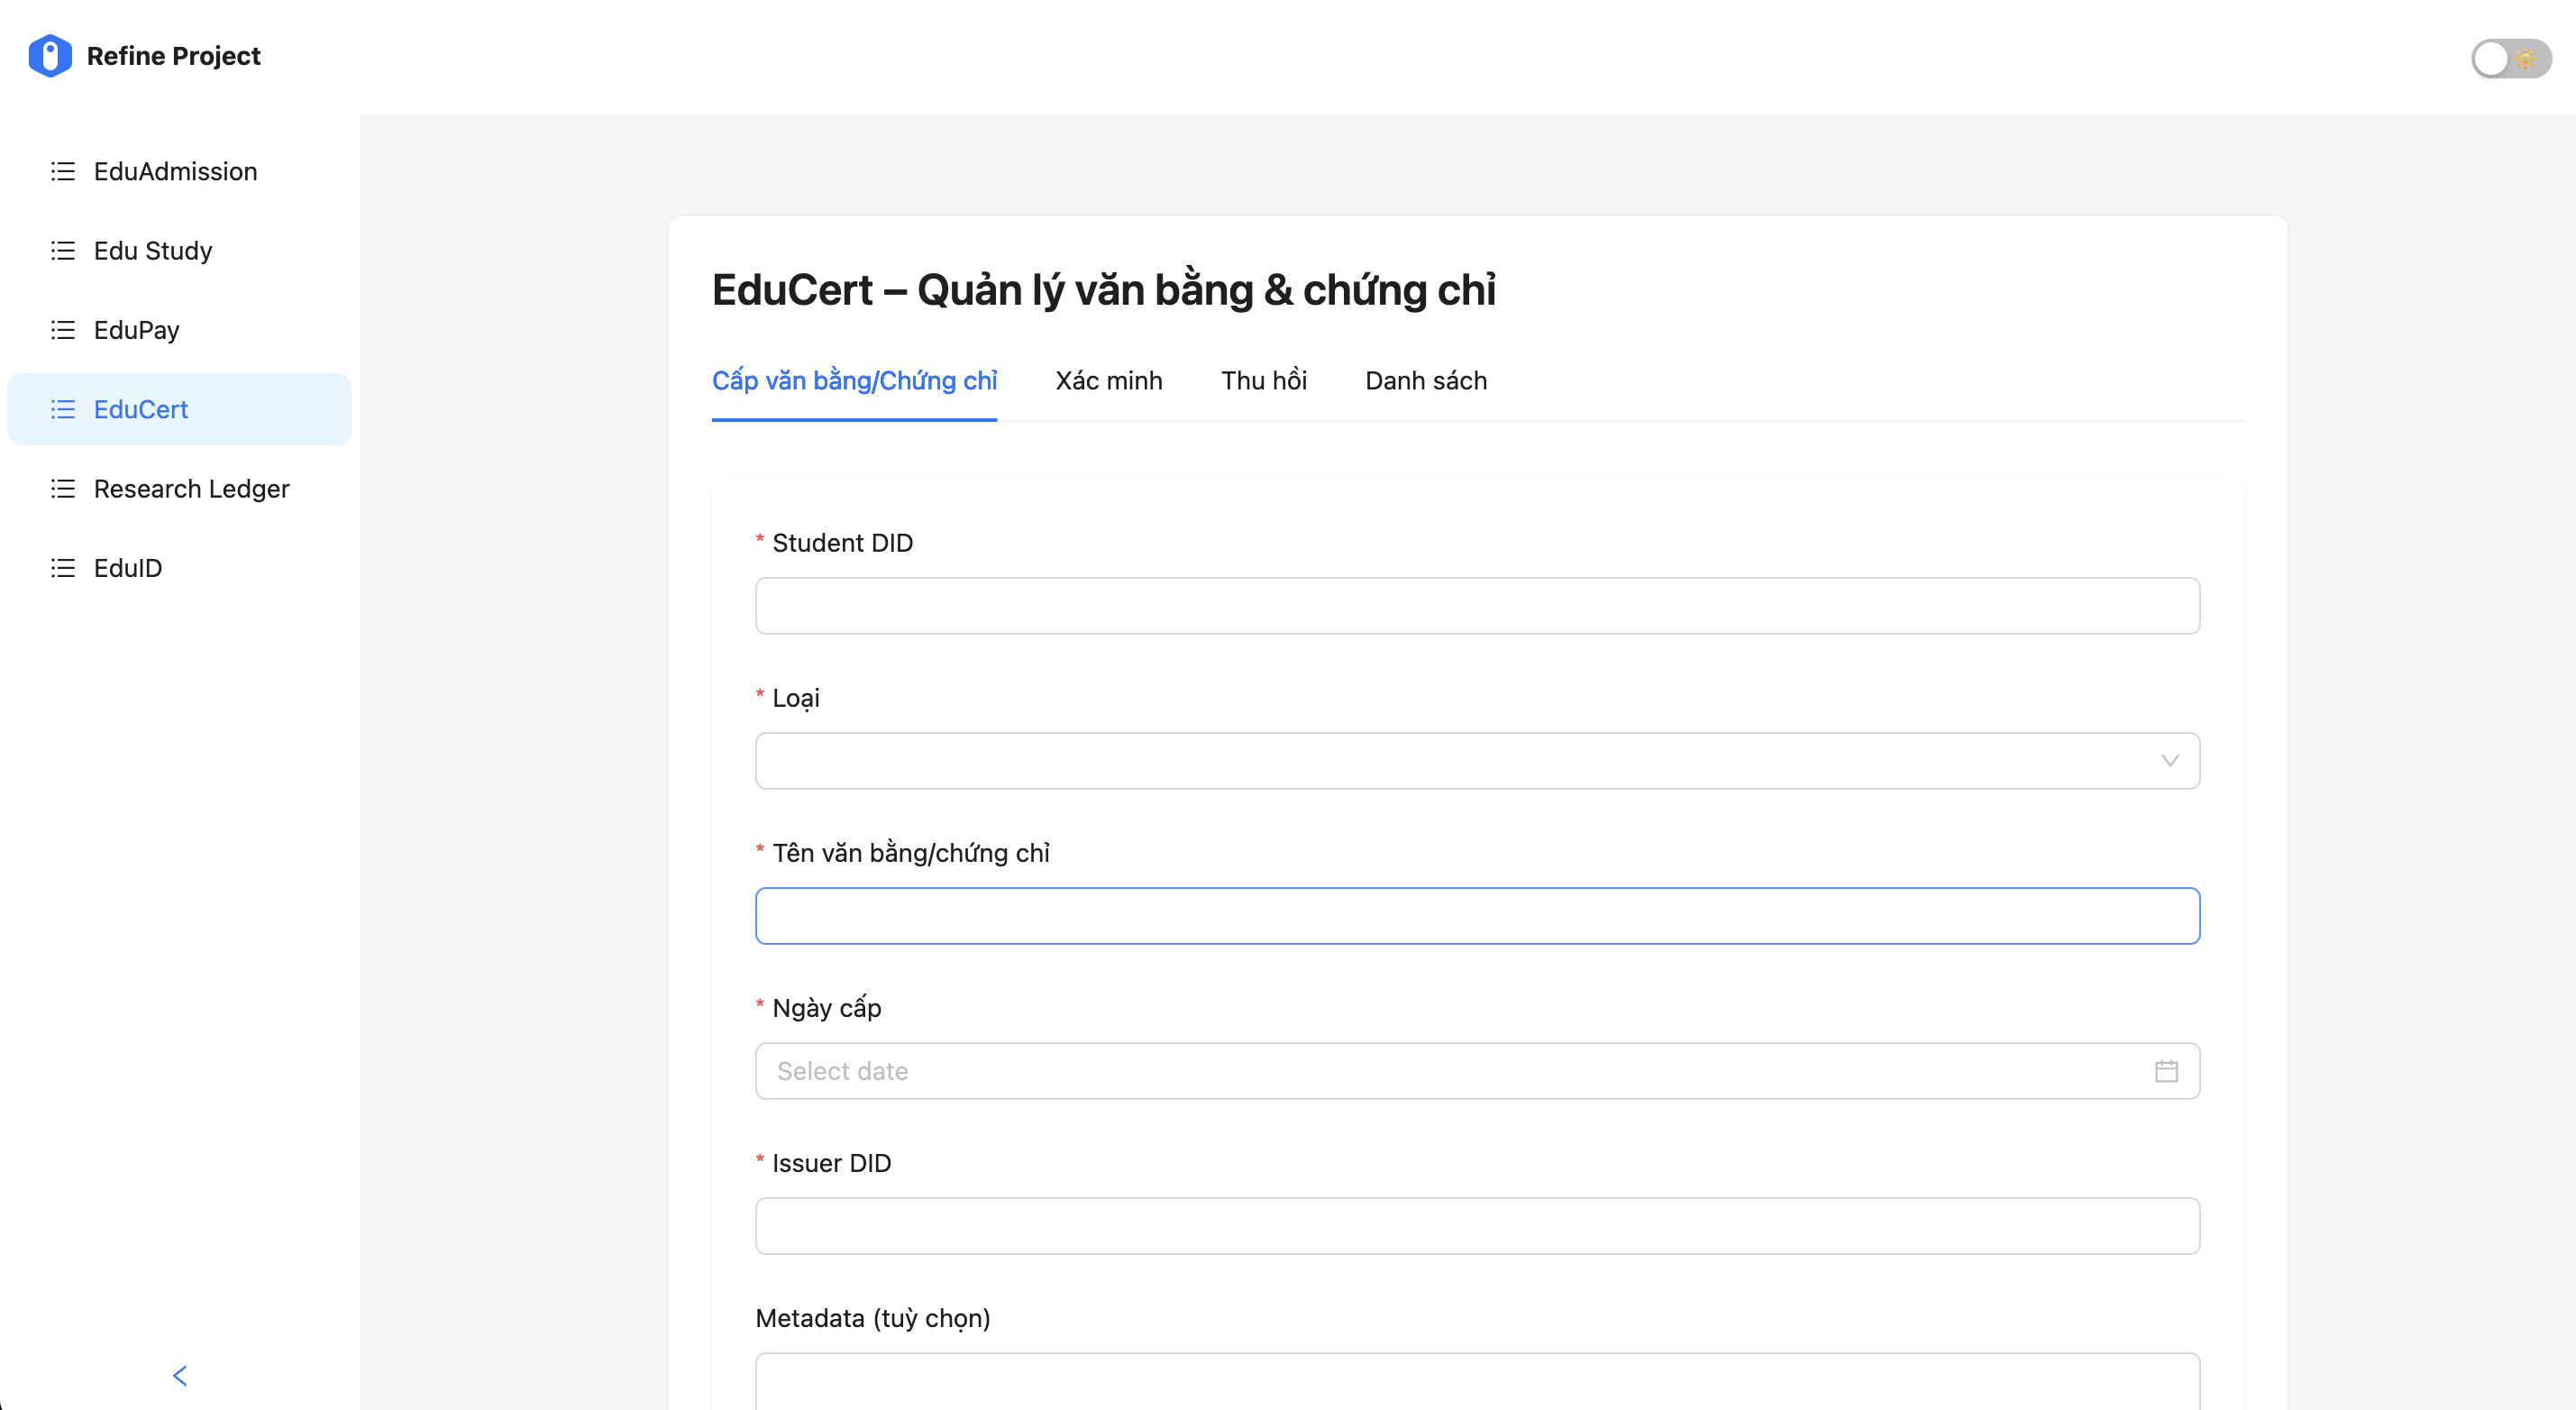 Refine Project
EduAdmission
Edu Study
EduPay
EduCert
Research Ledger
EduID
EduCert – Quản lý văn bằng & chứng chỉ
Cấp văn bằng/Chứng chỉ Xác minh Thu hồi Danh sách
* Student DID
* Loại
* Tên văn bằng/chứng chỉ
* Ngày cấp
Select date
* Issuer DID
Metadata (tuỳ chọn)